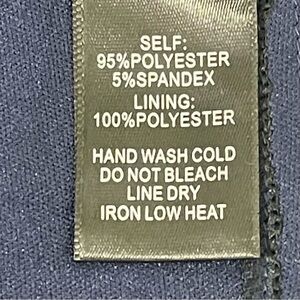 SELF:
95%POLYESTER
5%SPANDEX
LINING:
100%POLYESTER
HAND WASH COLD
DO NOT BLEACH
LINE DRY
IRON LOW HEAT